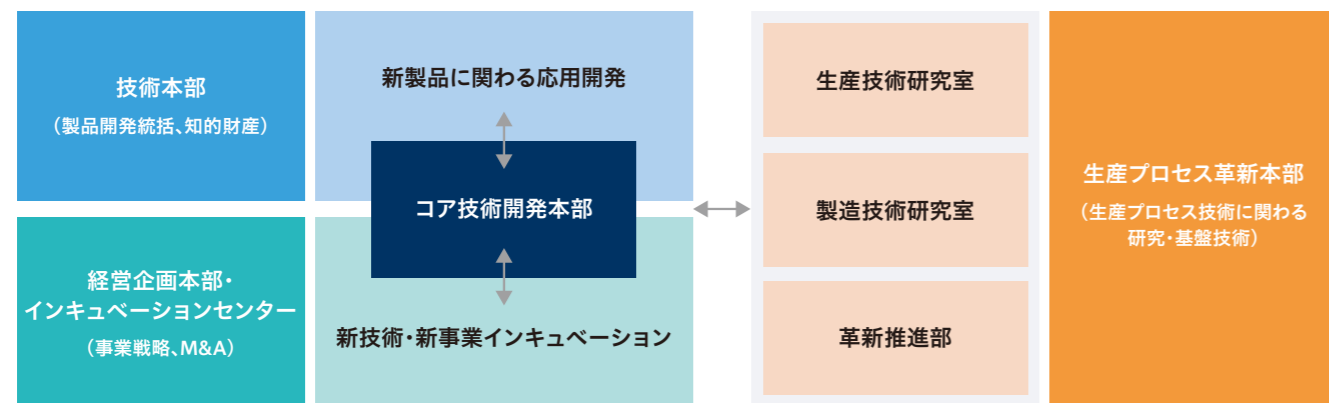 技術本部
（製品開発統括、知的財産）
新製品に関わる応用開発
コア技術開発本部
経営企画本部・
インキュベーションセンター
（事業戦略、M&A）
新技術・新事業インキュベーション
生産技術研究室
製造技術研究室
革新推進部
生産プロセス革新本部
（生産プロセス技術に関わる
研究・基盤技術）